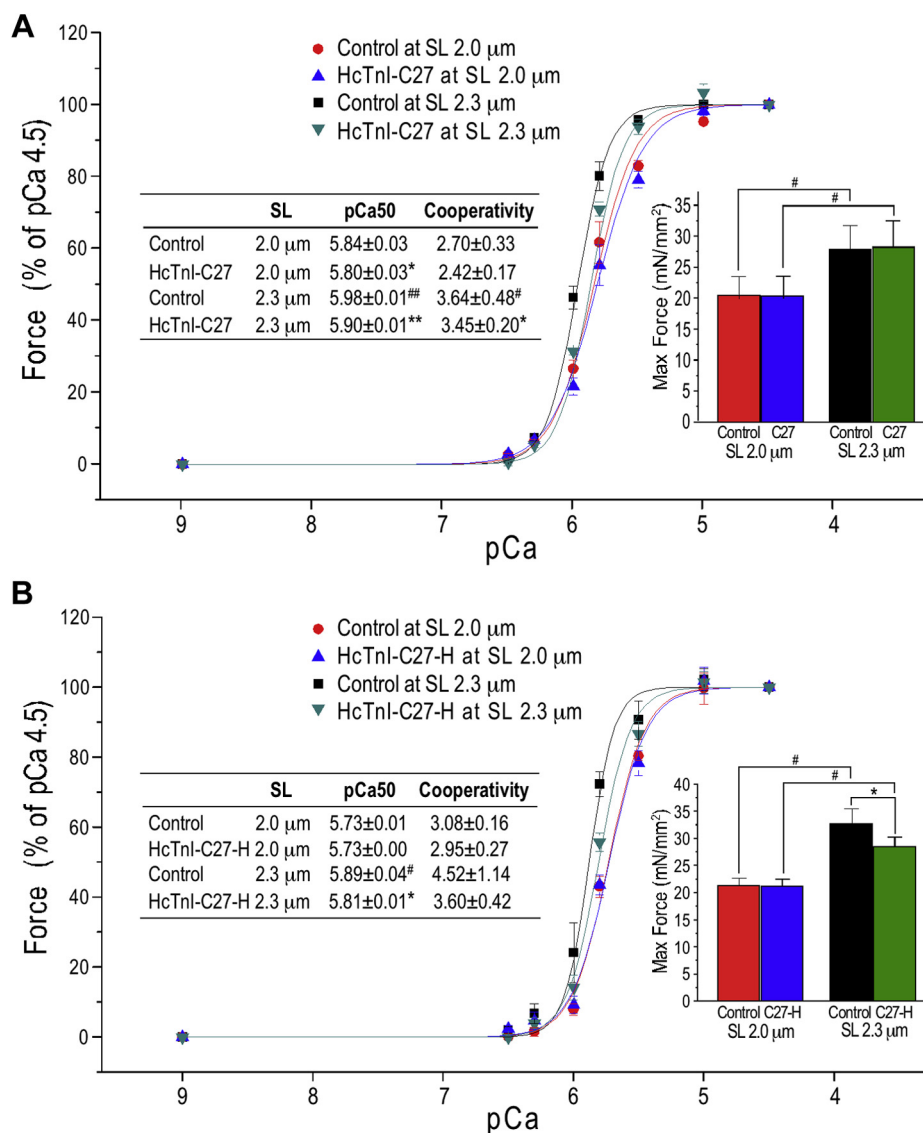 A
Control at SL 2.0 µm
HcTnI-C27 at SL 2.0 µm
Control at SL 2.3 µm
HcTnI-C27 at SL 2.3 µm
120
100
80
60
40
20
0
Force (% of pCa 4.5)
SL pCa50 Cooperativity
Control 2.0 µm 5.84±0.03 2.70±0.33
HcTnI-C27 2.0 µm 5.80±0.03* 2.42±0.17
Control 2.3 µm 5.98±0.01## 3.64±0.48#
HcTnI-C27 2.3 µm 5.90±0.01** 3.45±0.20*
#
#
35
30
25
20
15
10
5
0
Max Force (mN/mm²)
Control C27 Control C27
SL 2.0 µm SL 2.3 µm
9 8 7 6 5 4
pCa
B
Control at SL 2.0 µm
HcTnI-C27-H at SL 2.0 µm
Control at SL 2.3 µm
HcTnI-C27-H at SL 2.3 µm
120
100
80
60
40
20
0
Force (% of pCa 4.5)
SL pCa50 Cooperativity
Control 2.0 µm 5.73±0.01 3.08±0.16
HcTnI-C27-H 2.0 µm 5.73±0.00 2.95±0.27
Control 2.3 µm 5.89±0.04# 4.52±1.14
HcTnI-C27-H 2.3 µm 5.81±0.01* 3.60±0.42
#
#
*
40
35
30
25
20
15
10
5
0
Max Force (mN/mm²)
Control C27-H Control C27-H
SL 2.0 µm SL 2.3 µm
9 8 7 6 5 4
pCa